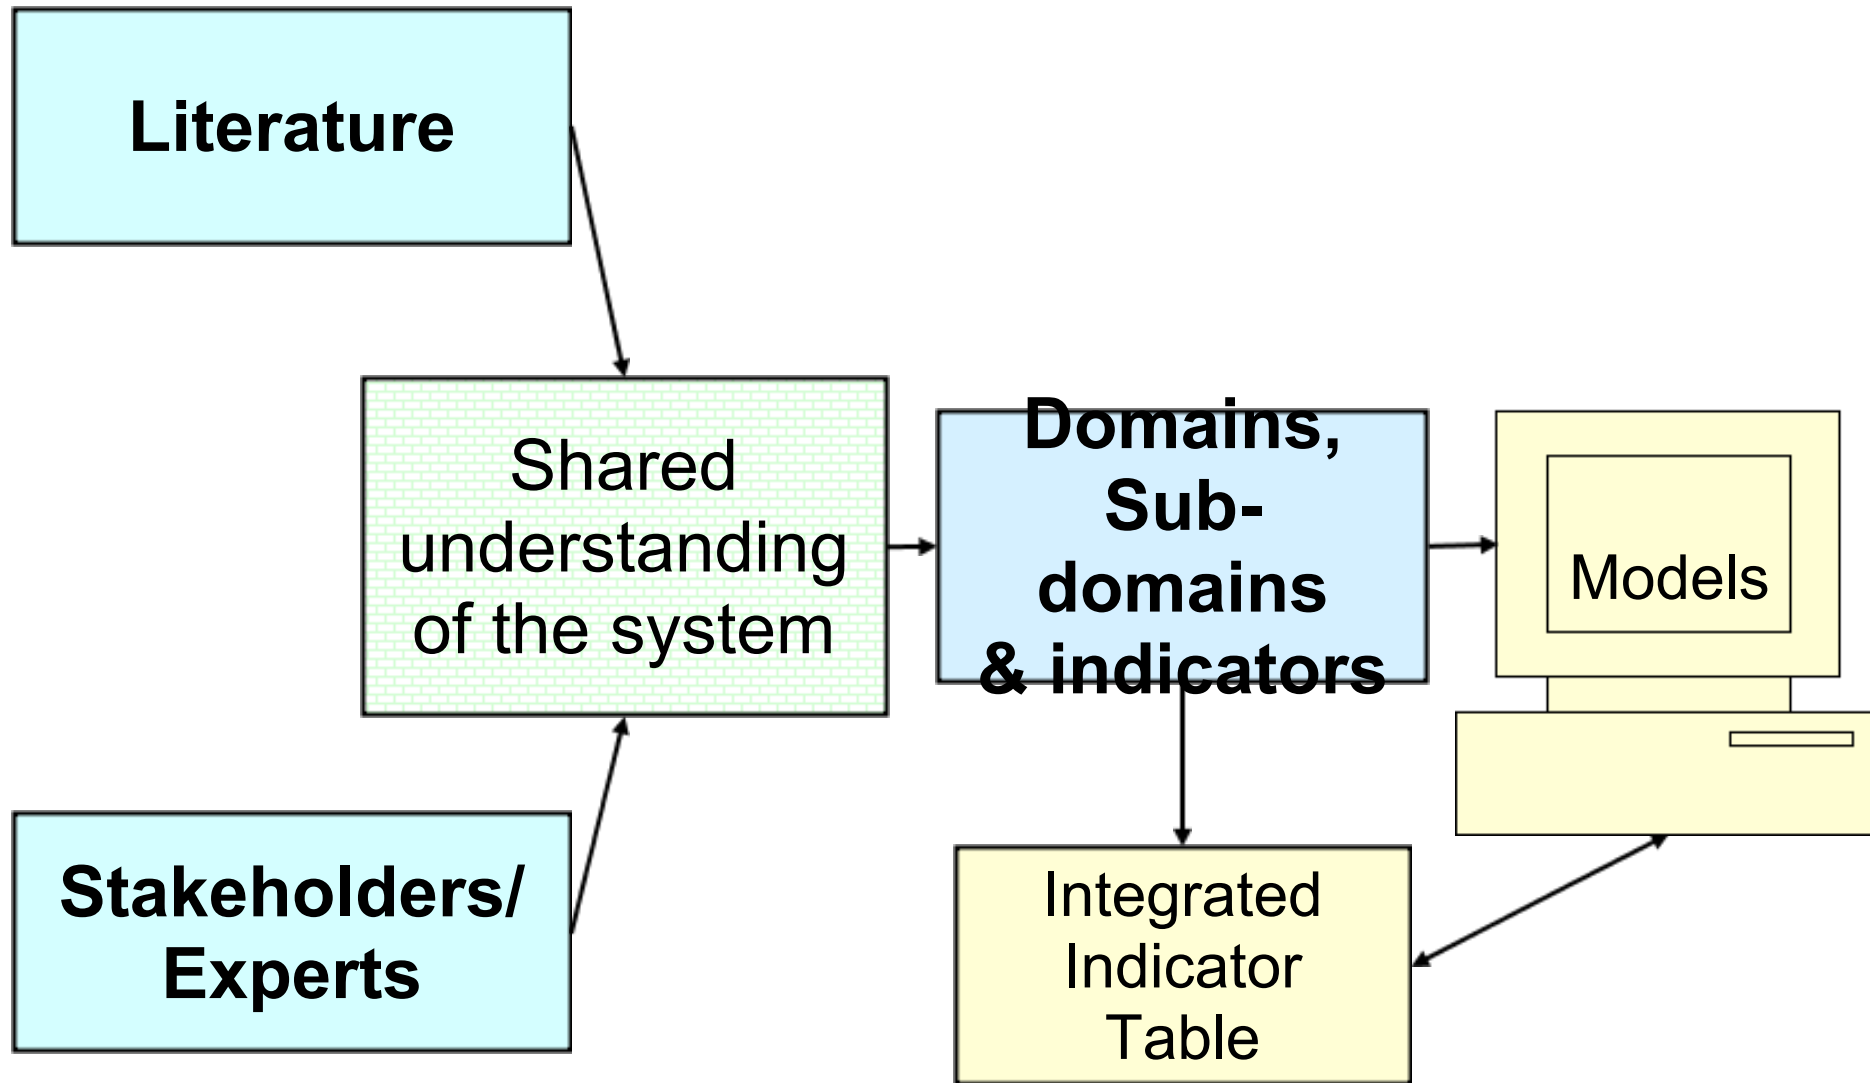 Literature
Shared
understanding
of the system
Domains,
Sub-
domains
& indicators
Models
Stakeholders/
Experts
Integrated
Indicator
Table